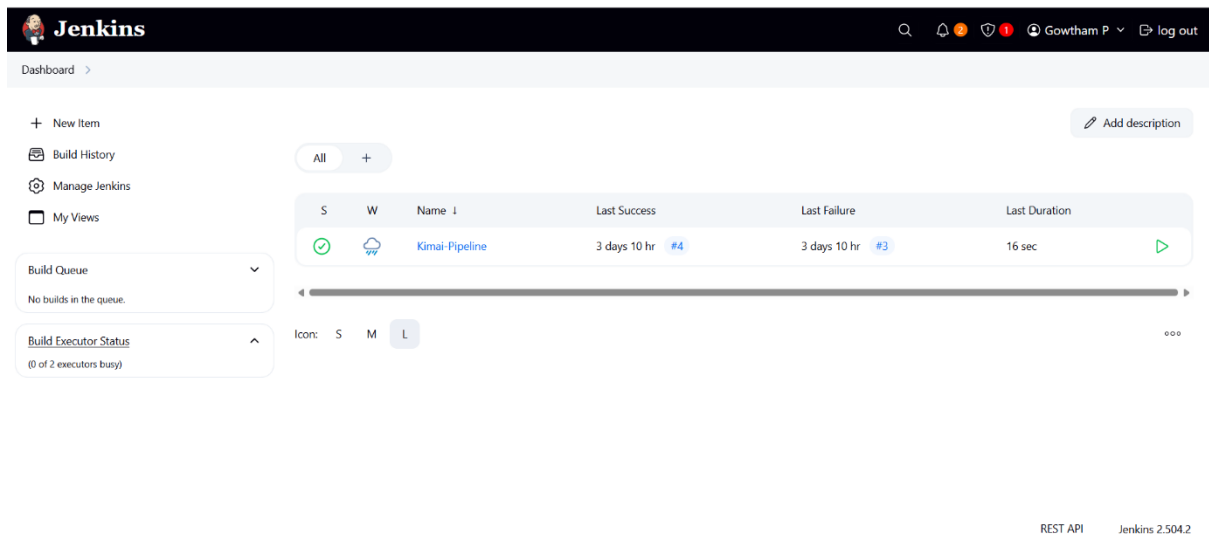 Jenkins 2 1 Gowtham P log out
Dashboard
New Item
Build History
Manage Jenkins
My Views
Build Queue
No builds in the queue.
Build Executor Status
(0 of 2 executors busy)
Add description
All +
S W Name ↓ Last Success Last Failure Last Duration
Kimai-Pipeline 3 days 10 hr #4 3 days 10 hr #3 16 sec
Icon: S M L
REST API Jenkins 2.504.2